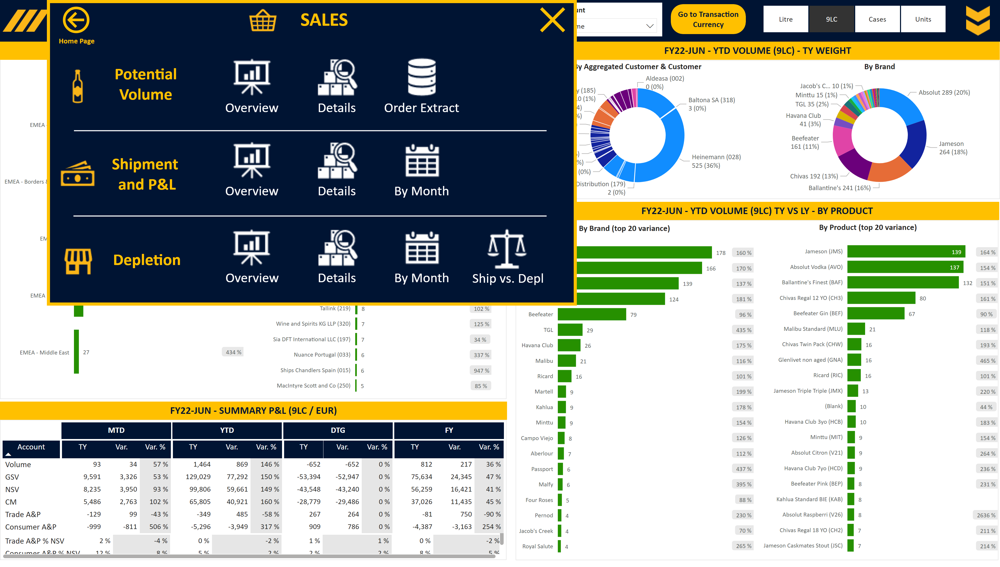 Home Page
SALES
Potential
Volume
Overview
Details
Order Extract
Shipment
and P&L
Overview
Details
By Month
Depletion
Overview
Details
By Month
Ship vs. Depl
Go to Transaction
Currency
Litre
9LC
Cases
Units
FY22-JUN - YTD VOLUME (9LC) - TY WEIGHT
By Aggregated Customer & Customer
Aldeasa (002)
0 (0%)
Baltona SA (318)
3 (0%)
Heinemann (028)
525 (36%)
Distribution (179)
2 (0%)
(0%)
(185)
(1%)
By Brand
Jacob's C... 10 (1%)
Minttu 15 (1%)
TGL 35 (2%)
Havana Club
41 (3%)
Beefeater
161 (11%)
Chivas 192 (13%)
Ballantine's 241 (16%)
Absolut 289 (20%)
Jameson
264 (18%)
EMEA -
EMEA - Borders
EMEA
EMEA - Middle East 27 434 %
Tallink (219) 8 102 %
Wine and Spirits KG LLP (320) 7 125 %
Sia DFT International LLC (197) 7 34 %
Nuance Portugal (033) 6 337 %
Ships Chandlers Spain (015) 6 947 %
MacIntyre Scott and Co (250) 5 85 %
FY22-JUN - YTD VOLUME (9LC) TY VS LY - BY PRODUCT
By Brand (top 20 variance)
178 160 %
166 170 %
139 137 %
124 181 %
Beefeater 79 96 %
TGL 29 435 %
Havana Club 26 175 %
Malibu 21 116 %
Ricard 16 101 %
Martell 9 199 %
Kahlua 9 178 %
Minttu 9 154 %
Campo Viejo 8 126 %
Aberlour 7 112 %
Passport 6 437 %
Malfy 6 395 %
Four Roses 5 88 %
Pernod 4 230 %
Jacob's Creek 4 70 %
Royal Salute 4 265 %
By Product (top 20 variance)
Jameson (JMS) 139 164 %
Absolut Vodka (AVO) 137 154 %
Ballantine's Finest (BAF) 132 151 %
Chivas Regal 12 YO (CH3) 80 161 %
Beefeater Gin (BEF) 67 90 %
Malibu Standard (MLU) 21 118 %
Chivas Twin Pack (CHW) 16 193 %
Glenlivet non aged (GNA) 16 465 %
Ricard (RIC) 16 101 %
Jameson Triple Triple (JMX) 13 220 %
(Blank) 10 44 %
Havana Club 3yo (HCB) 10 183 %
Minttu (MIT) 9 154 %
Absolut Citron (V21) 9 264 %
Havana Club 7yo (HCD) 9 236 %
Beefeater Pink (BEP) 8 231 %
Kahlua Standard BIE (KAB) 8
Absolut Raspberri (V26) 8 2636 %
Chivas Regal 18 YO (CH2) 7 211 %
Jameson Caskmates Stout (JSC) 7 214 %
FY22-JUN - SUMMARY P&L (9LC / EUR)
MTD YTD DTG FY
Account TY Var. Var. % TY Var. Var. % TY Var. Var. % TY Var. Var. %
Volume 93 34 57 % 1,464 869 146 % -652 -652 0 % 812 217 36 %
GSV 9,591 3,326 53 % 129,029 77,292 150 % -53,394 -52,947 0 % 75,634 24,345 47 %
NSV 8,235 3,950 93 % 99,806 59,661 149 % -43,548 -43,240 0 % 56,259 16,421 41 %
CM 5,486 2,763 102 % 65,805 40,921 160 % -28,779 -29,486 0 % 37,026 11,435 45 %
Trade A&P -129 99 -43 % -349 485 -58 % 267 264 0 % -81 750 -90 %
Consumer A&P -999 -811 506 % -5,296 -3,949 317 % 909 786 0 % -4,387 -3,163 254 %
Trade A&P % NSV 2 % -4 % 0 % -2 % 1 % 1 % 0 % -2 %
Consumer A&P % NSV 12 % 8 % 5 % 2 % 2 % 2 % 8 % 5 %